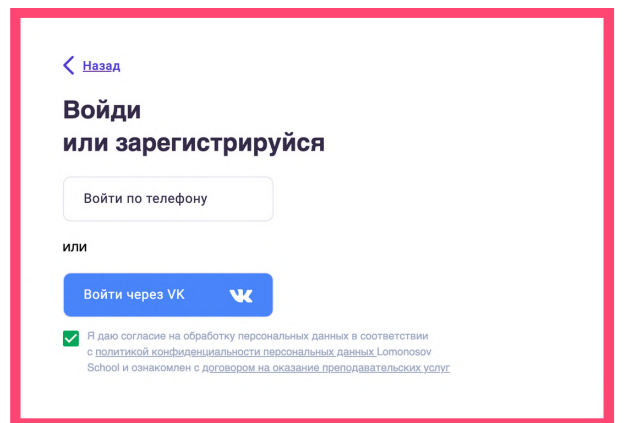 Назад
Войди
или зарегистрируйся
Войти по телефону
или
Войти через VK
Я даю согласие на обработку персональных данных в соответствии
с политикой конфиденциальности персональных данных Lomonosov
School и ознакомлен с договором на оказание преподавательских услуг